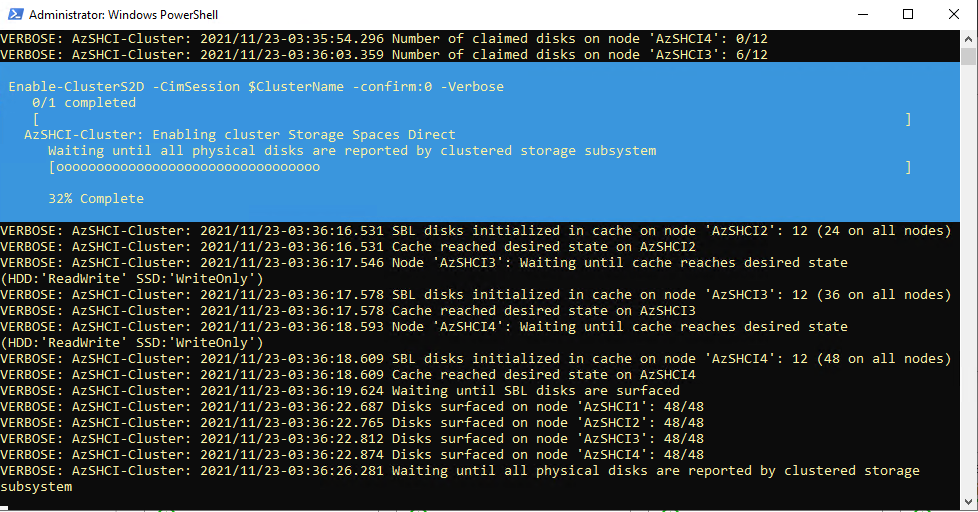 Administrator: Windows PowerShell
VERBOSE: AzSHCI-Cluster: 2021/11/23-03:35:54.296 Number of claimed disks on node 'AzSHCI4': 0/12
VERBOSE: AzSHCI-Cluster: 2021/11/23-03:36:03.359 Number of claimed disks on node 'AzSHCI3': 6/12
Enable-ClusterS2D -CimSession $ClusterName -confirm:0 -Verbose
0/1 completed
[ ]
AzSHCI-Cluster: Enabling cluster Storage Spaces Direct
Waiting until all physical disks are reported by clustered storage subsystem
[ooooooooooooooooooooooooooooooooo ]
32% Complete
VERBOSE: AzSHCI-Cluster: 2021/11/23-03:36:16.531 SBL disks initialized in cache on node 'AzSHCI2': 12 (24 on all nodes)
VERBOSE: AzSHCI-Cluster: 2021/11/23-03:36:16.531 Cache reached desired state on AzSHCI2
VERBOSE: AzSHCI-Cluster: 2021/11/23-03:36:17.546 Node 'AzSHCI3': Waiting until cache reaches desired state
(HDD:'ReadWrite' SSD:'WriteOnly')
VERBOSE: AzSHCI-Cluster: 2021/11/23-03:36:17.578 SBL disks initialized in cache on node 'AzSHCI3': 12 (36 on all nodes)
VERBOSE: AzSHCI-Cluster: 2021/11/23-03:36:17.578 Cache reached desired state on AzSHCI3
VERBOSE: AzSHCI-Cluster: 2021/11/23-03:36:18.593 Node 'AzSHCI4': Waiting until cache reaches desired state
(HDD:'ReadWrite' SSD:'WriteOnly')
VERBOSE: AzSHCI-Cluster: 2021/11/23-03:36:18.609 SBL disks initialized in cache on node 'AzSHCI4': 12 (48 on all nodes)
VERBOSE: AzSHCI-Cluster: 2021/11/23-03:36:18.609 Cache reached desired state on AzSHCI4
VERBOSE: AzSHCI-Cluster: 2021/11/23-03:36:19.624 Waiting until SBL disks are surfaced
VERBOSE: AzSHCI-Cluster: 2021/11/23-03:36:22.687 Disks surfaced on node 'AzSHCI1': 48/48
VERBOSE: AzSHCI-Cluster: 2021/11/23-03:36:22.765 Disks surfaced on node 'AzSHCI2': 48/48
VERBOSE: AzSHCI-Cluster: 2021/11/23-03:36:22.812 Disks surfaced on node 'AzSHCI3': 48/48
VERBOSE: AzSHCI-Cluster: 2021/11/23-03:36:22.874 Disks surfaced on node 'AzSHCI4': 48/48
VERBOSE: AzSHCI-Cluster: 2021/11/23-03:36:26.281 Waiting until all physical disks are reported by clustered storage
subsystem